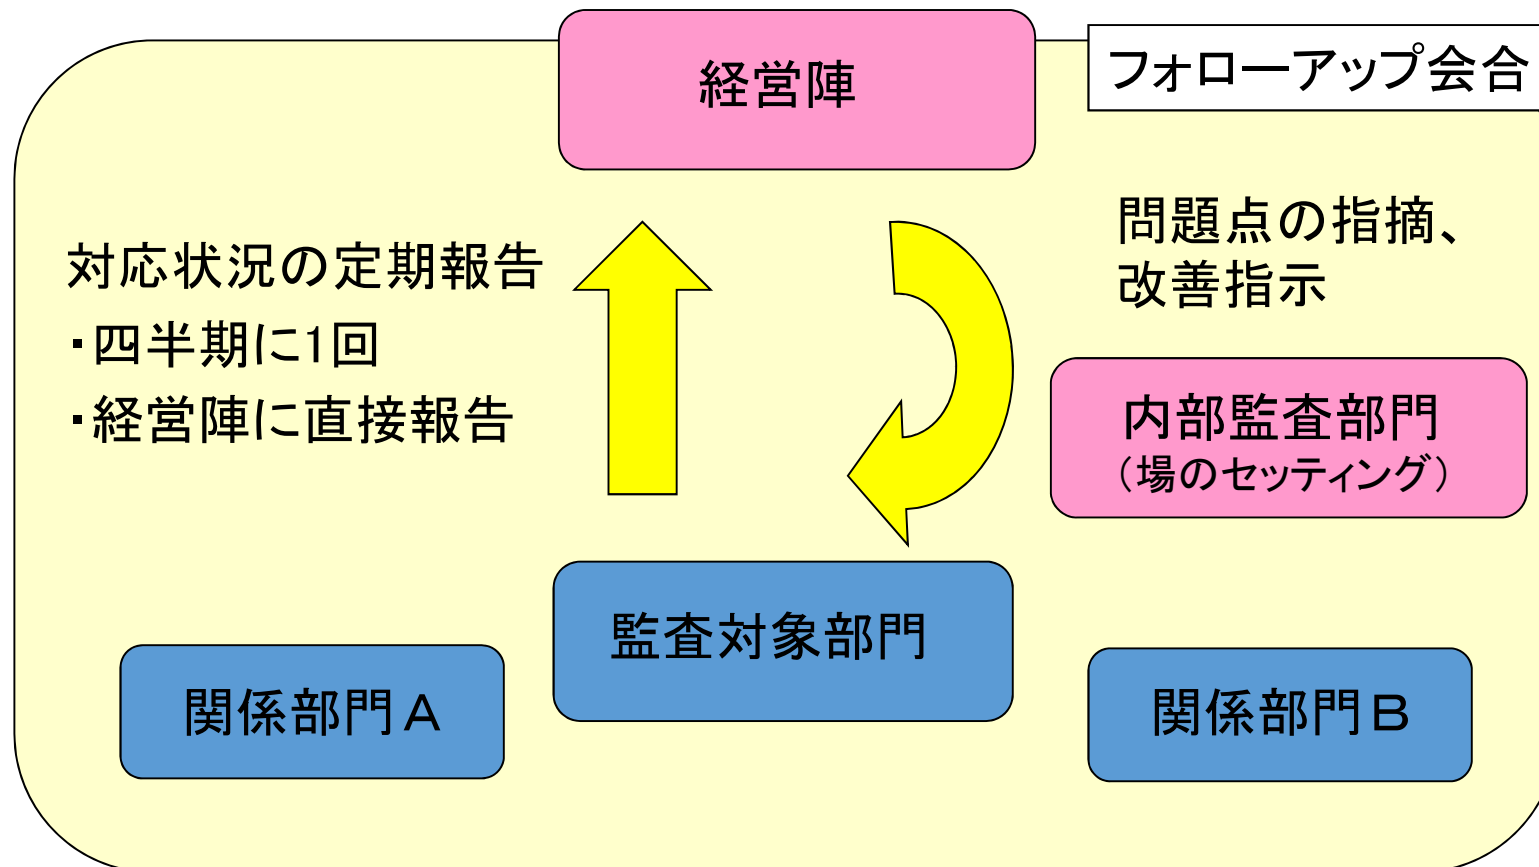 経営陣
フォローアップ会合
対応状況の定期報告
・四半期に1回
・経営陣に直接報告
問題点の指摘、
改善指示
内部監査部門
（場のセッティング）
監査対象部門
関係部門A
関係部門B